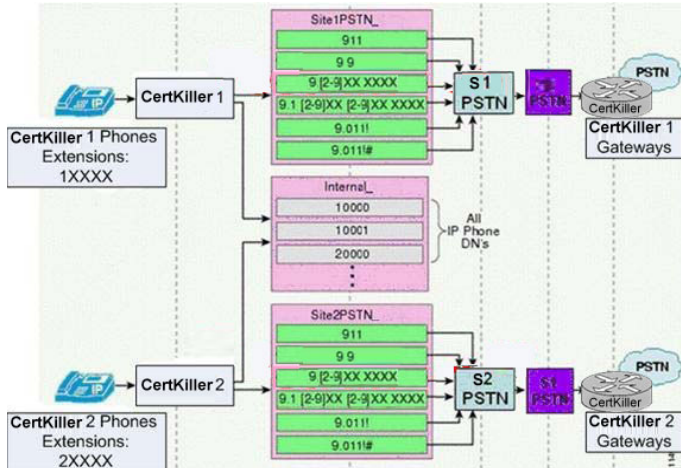 Site1PSTN_
911
9 9
9 [2-9]XX XXXX
9.1 [2-9]XX [2-9]XX XXXX
9.011!
9.011!#
IP
CertKiller 1
S1
PSTN
PSTN
CertKiller
PSTN
CertKiller 1 Phones
Extensions:
1XXXX
CertKiller 1
Gateways
Internal_
10000
10001
20000
All
IP Phone
DN's
Site2PSTN_
911
9 9
9 [2-9]XX XXXX
9.1 [2-9]XX [2-9]XX XXXX
9.011!
9.011!#
IP
CertKiller 2
S2
PSTN
PSTN
CertKiller
PSTN
CertKiller 2 Phones
Extensions:
2XXXX
CertKiller 2
Gateways